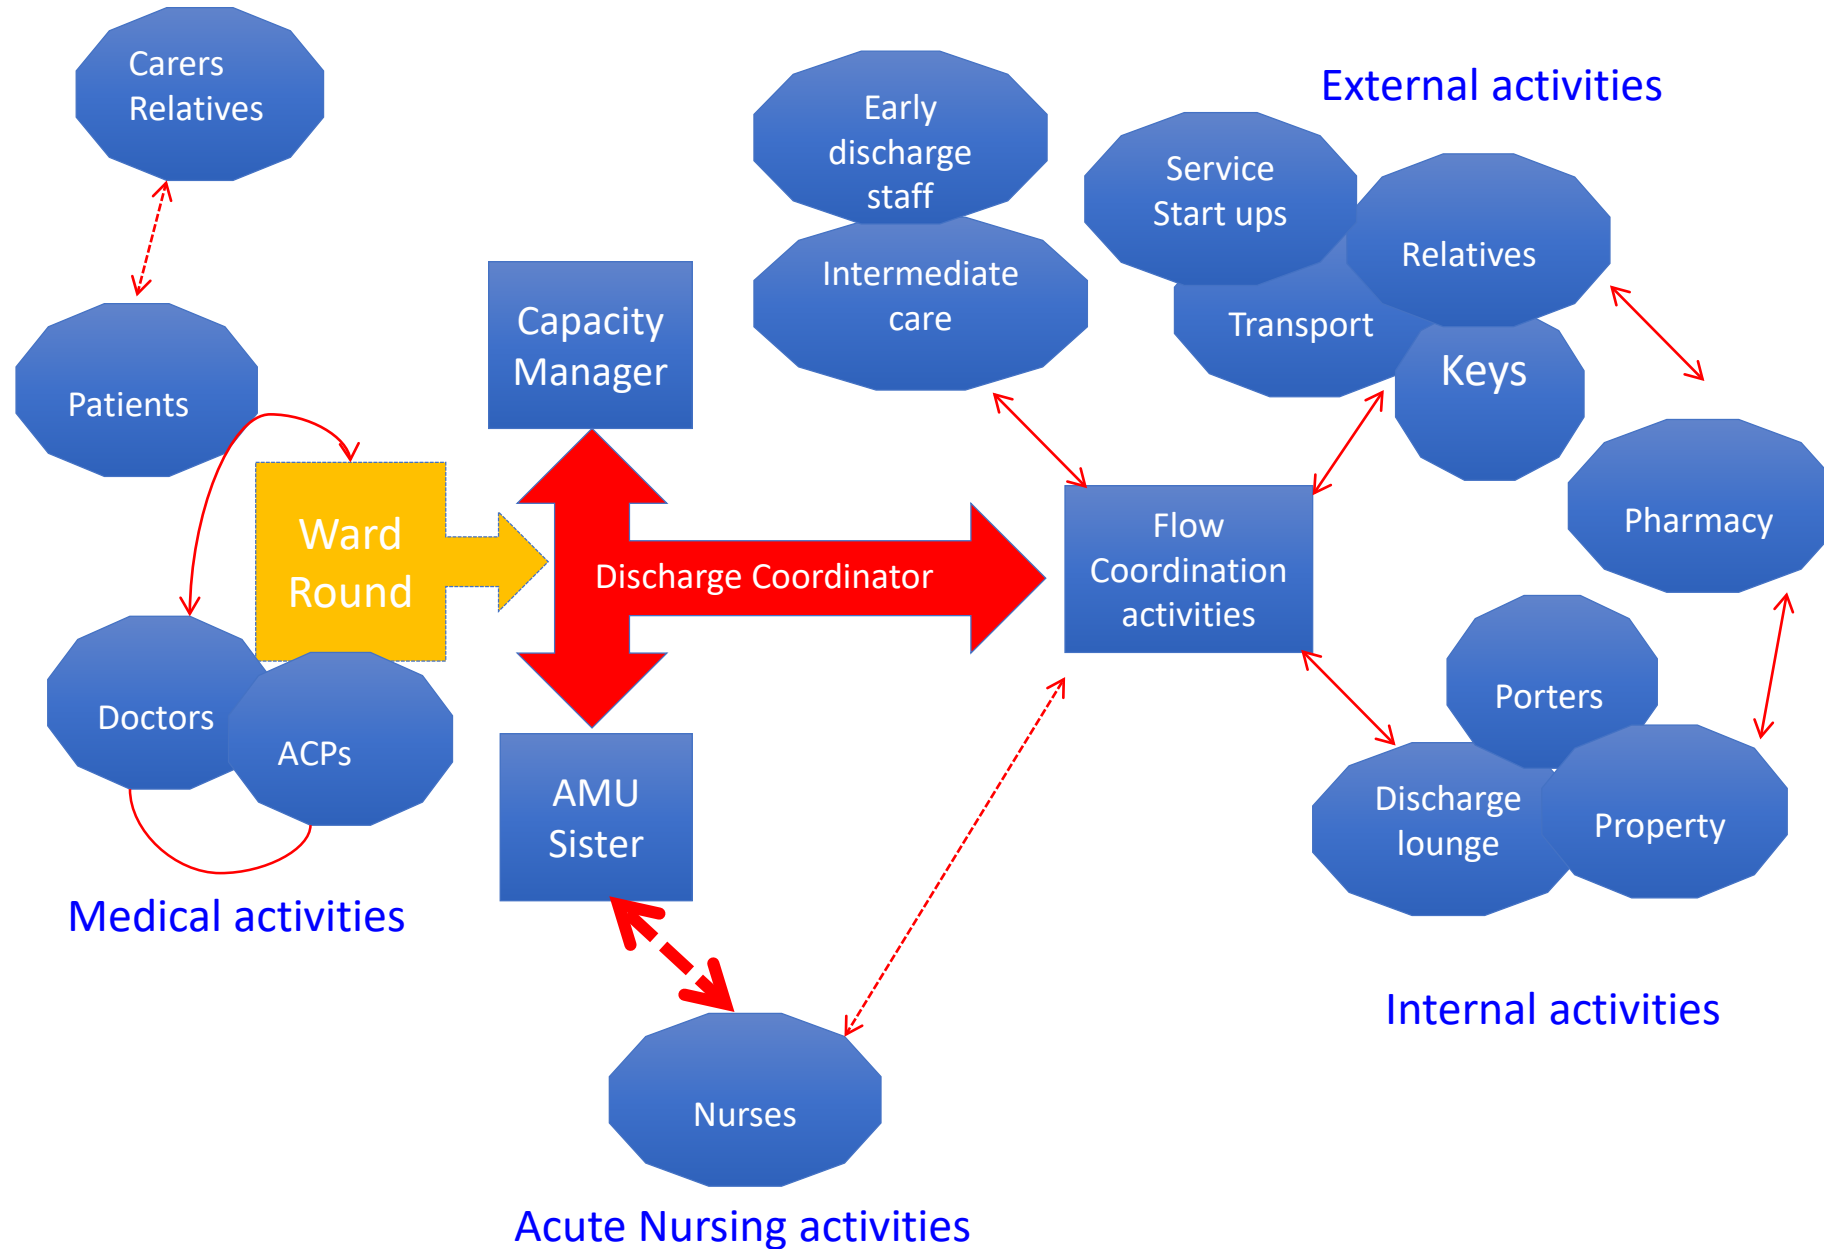 Carers
Relatives
Early
discharge
staff
External activities
Service
Start ups
Relatives
Intermediate
care
Capacity
Manager
Transport
Keys
Patients
Ward
Round
Discharge Coordinator
Flow
Coordination
activities
Pharmacy
Doctors
ACPs
AMU
Sister
Porters
Discharge
lounge
Property
Medical activities
Internal activities
Nurses
Acute Nursing activities